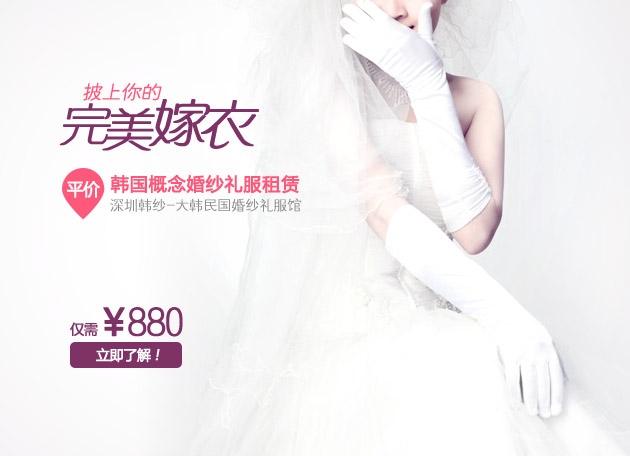 披上你的
完美嫁衣
平价
韩国概念婚纱礼服租赁
深圳韩纱-大韩民国婚纱礼服馆
仅需¥880
立即了解！